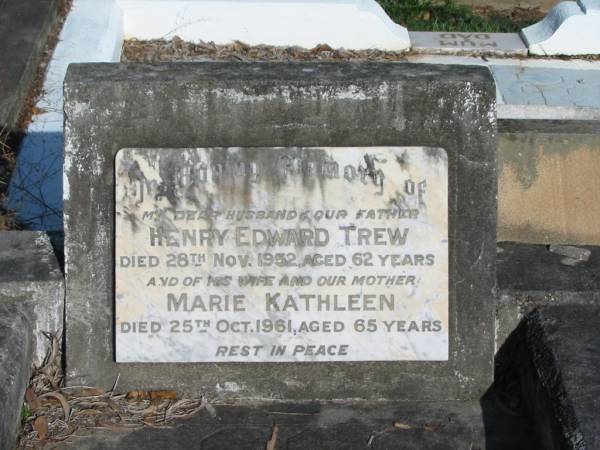 MUM
DAD
In Loving Memory of
MY DEAR HUSBAND & OUR FATHER
HENRY EDWARD TREW
DIED 28TH NOV. 1952, AGED 62 YEARS
AND OF HIS WIFE AND OUR MOTHER
MARIE KATHLEEN
DIED 25TH OCT. 1961, AGED 65 YEARS
REST IN PEACE